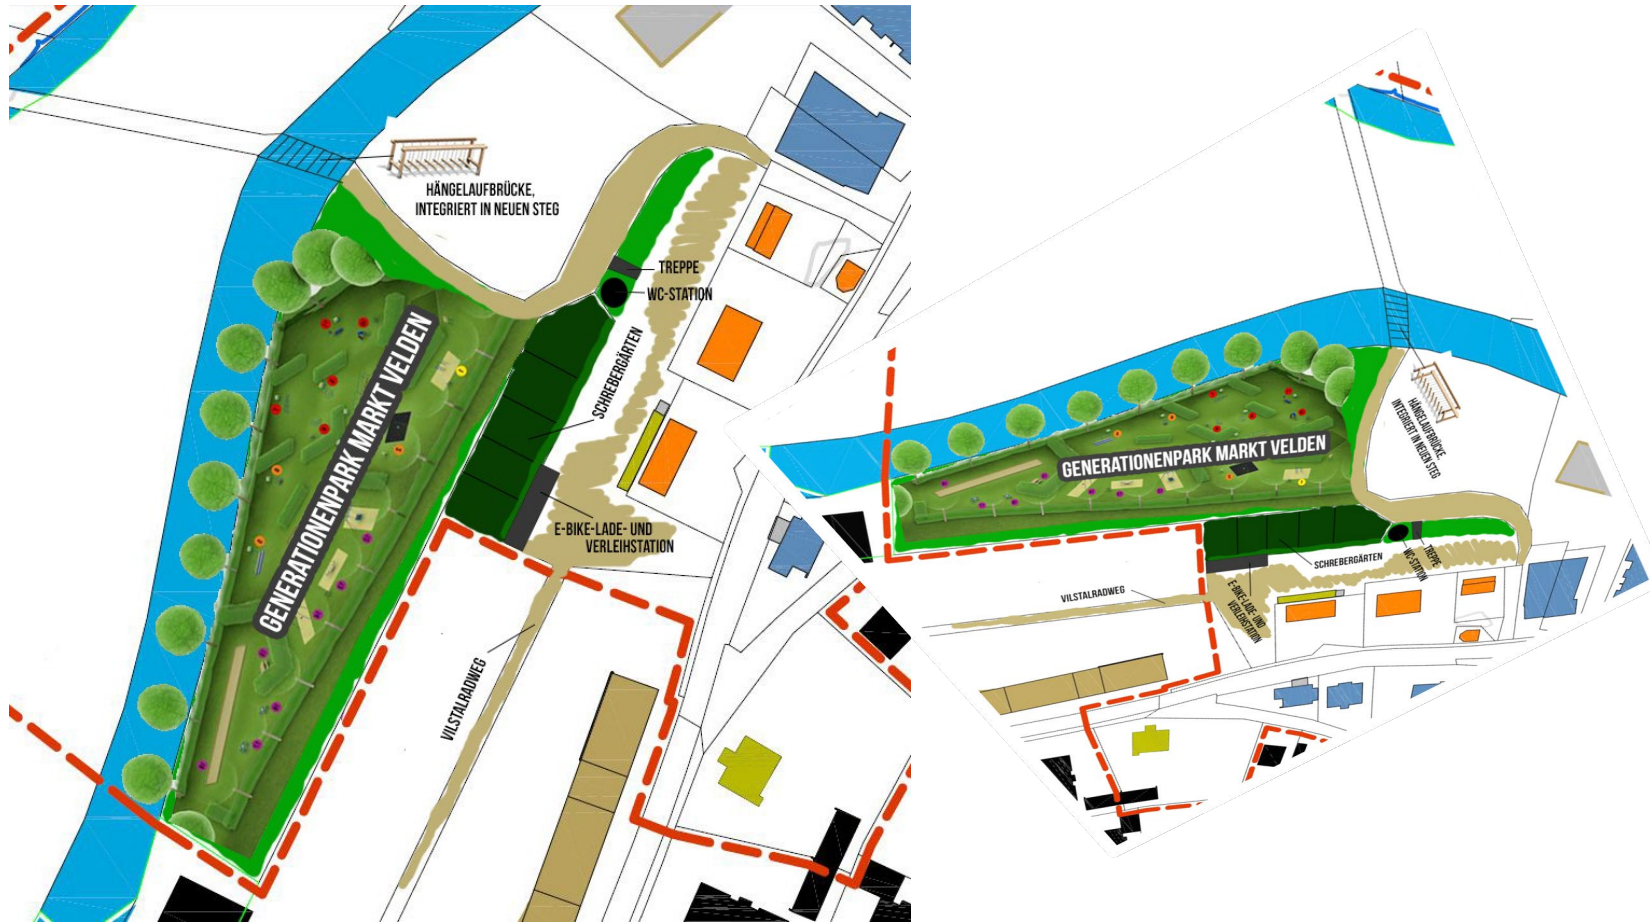 HÄNGELAUFBRÜCKE,
INTEGRIERT IN NEUEN STEG
TREPPE
WC-STATION
SCHREBERGÄRTEN
GENERATIONENPARK MARKT VELDEN
E-BIKE-LADE- UND
VERLEIHSTATION
VILSTALRADWEG
HÄNGELAUFBRÜCKE,
INTEGRIERT IN NEUEN STEG
GENERATIONENPARK MARKT VELDEN
TREPPE
WC-STATION
SCHREBERGÄRTEN
E-BIKE-LADE- UND
VERLEIHSTATION
VILSTALRADWEG